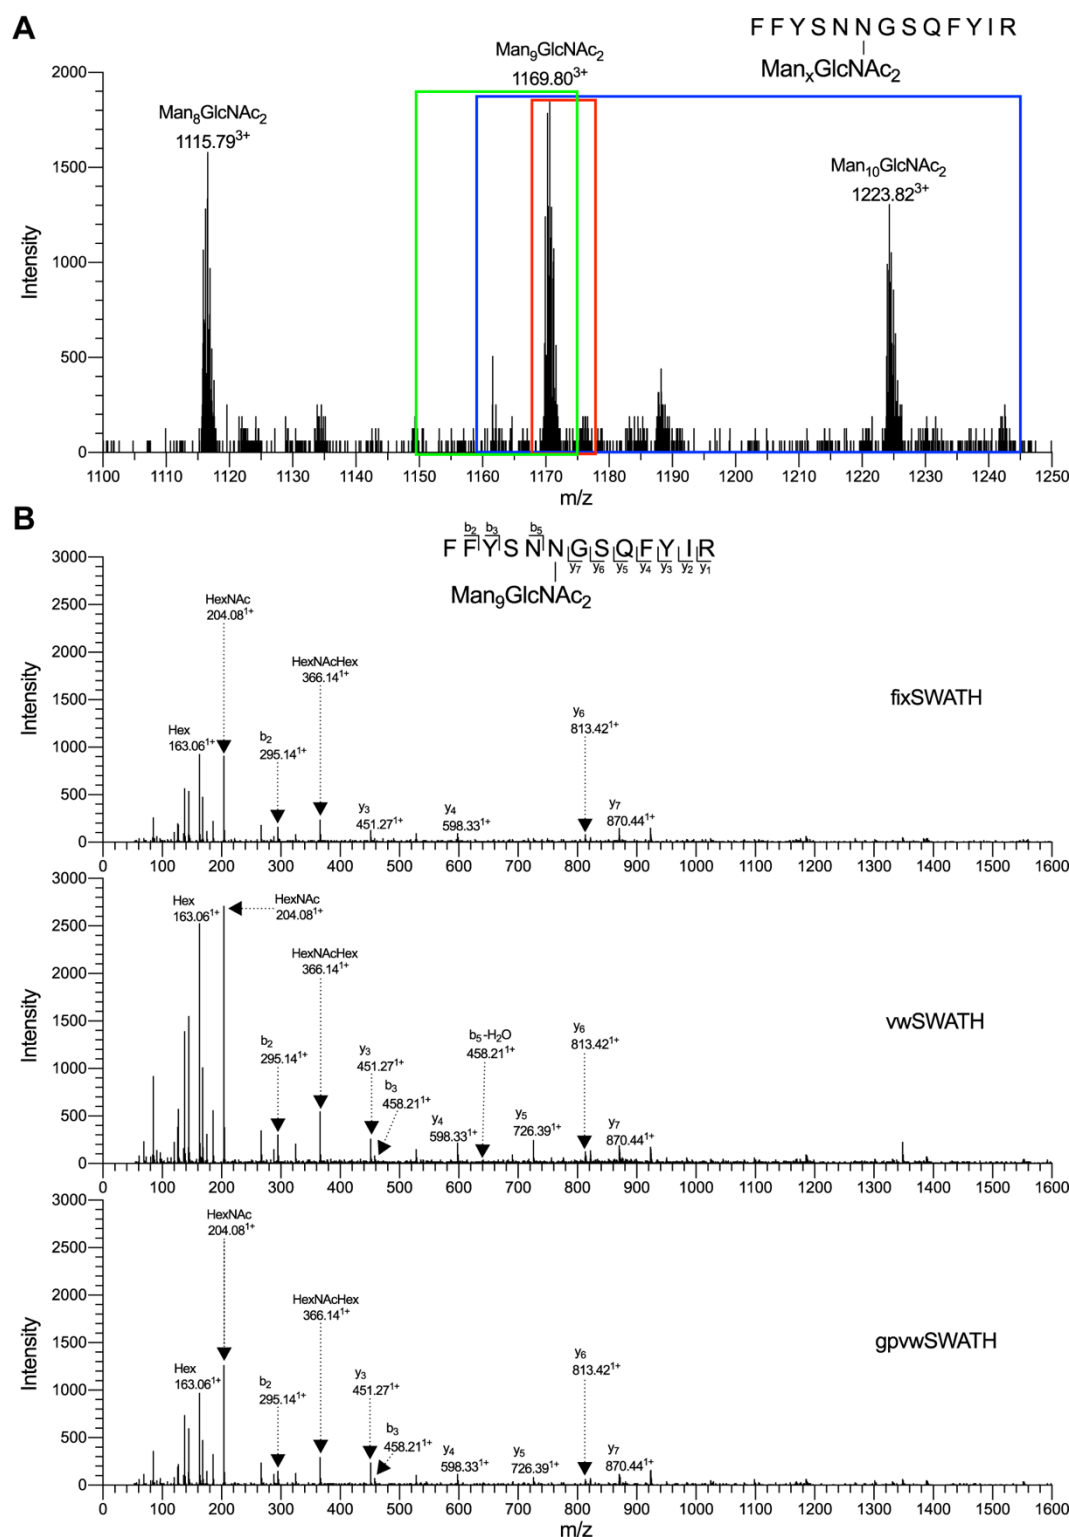 A
F F Y S N N G S Q F Y I R
ManxGlcNAc2
Man9GlcNAc2
1169.80³⁺
Man8GlcNAc2
1115.79³⁺
Man10GlcNAc2
1223.82³⁺
Intensity
2000
1500
1000
500
0
1100 1110 1120 1130 1140 1150 1160 1170 1180 1190 1200 1210 1220 1230 1240 1250
m/z
B
b2 b3 b5
F F Y S N N G S Q F Y I R
y7 y6 y5 y4 y3 y2 y1
Man9GlcNAc2
fixSWATH
Intensity
3000
2500
2000
1500
1000
500
0
HexNAc
204.08¹⁺
HexNAcHex
366.14¹⁺
Hex
163.06¹⁺
b2
295.14¹⁺
y3
451.27¹⁺
y4
598.33¹⁺
y6
813.42¹⁺
y7
870.44¹⁺
0 100 200 300 400 500 600 700 800 900 1000 1100 1200 1300 1400 1500 1600
vwSWATH
Intensity
3000
2500
2000
1500
1000
500
0
Hex
163.06¹⁺
HexNAc
204.08¹⁺
HexNAcHex
366.14¹⁺
b2
295.14¹⁺
y3
451.27¹⁺
b3
458.21¹⁺
y4
598.33¹⁺
b5-H2O
458.21¹⁺
y5
726.39¹⁺
y6
813.42¹⁺
y7
870.44¹⁺
0 100 200 300 400 500 600 700 800 900 1000 1100 1200 1300 1400 1500 1600
gpvwSWATH
Intensity
3000
2500
2000
1500
1000
500
0
HexNAc
204.08¹⁺
HexNAcHex
366.14¹⁺
Hex
163.06¹⁺
b2
295.14¹⁺
y3
451.27¹⁺
b3
458.21¹⁺
y4
598.33¹⁺
y5
726.39¹⁺
y6
813.42¹⁺
y7
870.44¹⁺
0 100 200 300 400 500 600 700 800 900 1000 1100 1200 1300 1400 1500 1600
m/z